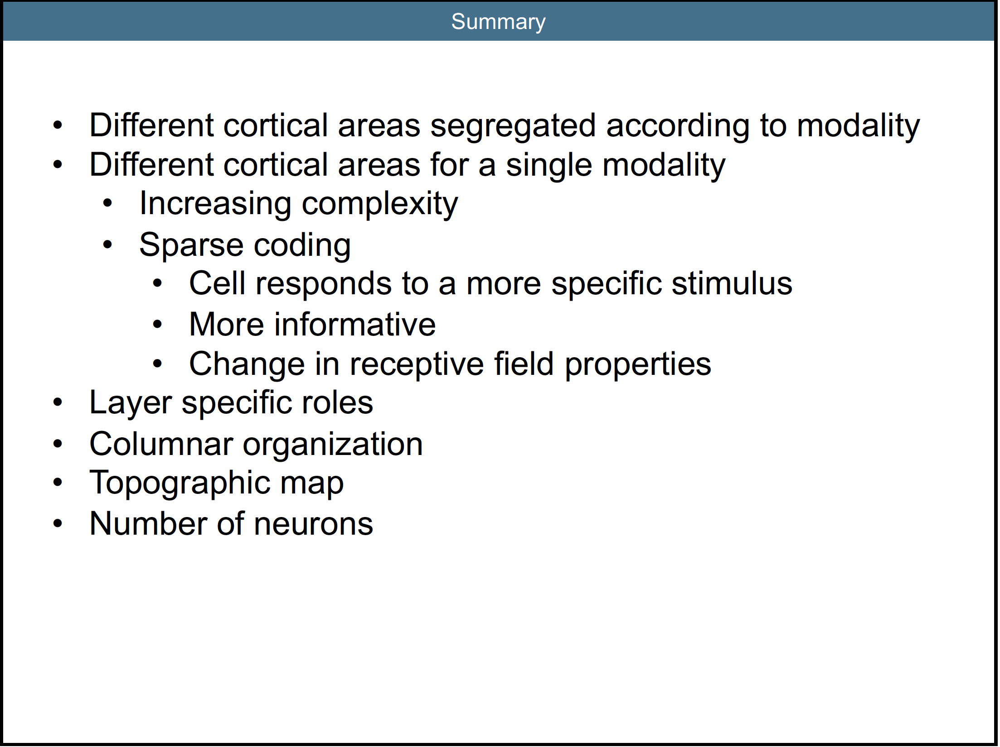 Summary
• Different cortical areas segregated according to modality
• Different cortical areas for a single modality
• Increasing complexity
• Sparse coding
• Cell responds to a more specific stimulus
• More informative
• Change in receptive field properties
• Layer specific roles
• Columnar organization
• Topographic map
• Number of neurons